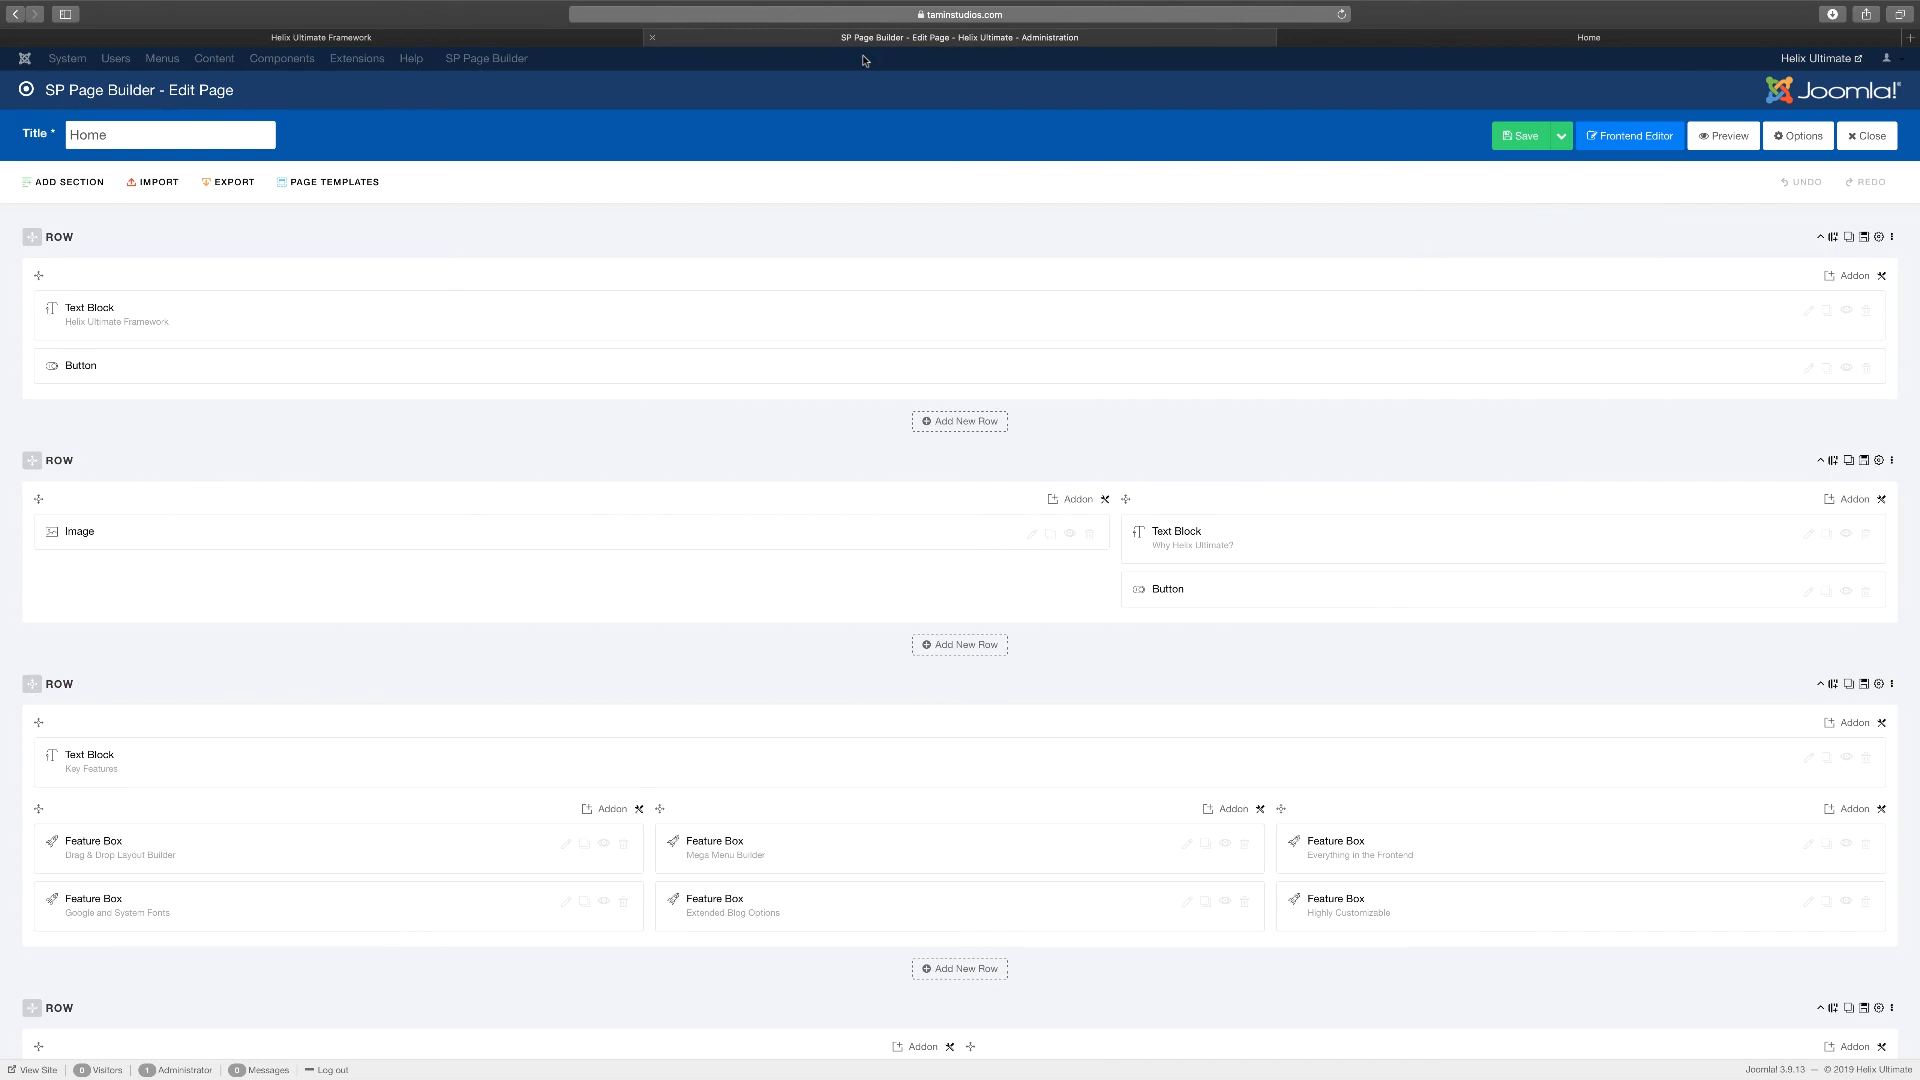 taminstudios.com
Helix Ultimate Framework
SP Page Builder - Edit Page - Helix Ultimate - Administration
Home
System Users Menus Content Components Extensions Help SP Page Builder
Helix Ultimate
SP Page Builder - Edit Page
Joomla!®
Title * Home
Save
Frontend Editor
Preview
Options
Close
ADD SECTION IMPORT EXPORT PAGE TEMPLATES
UNDO REDO
ROW
Addon
Text Block
Helix Ultimate Framework
Button
Add New Row
ROW
Addon
Addon
Image
Text Block
Why Helix Ultimate?
Button
Add New Row
ROW
Addon
Text Block
Key Features
Addon
Addon
Addon
Feature Box
Drag & Drop Layout Builder
Feature Box
Mega Menu Builder
Feature Box
Everything in the Frontend
Feature Box
Google and System Fonts
Feature Box
Extended Blog Options
Feature Box
Highly Customizable
Add New Row
ROW
Addon
Addon
View Site 0 Visitors 1 Administrator 0 Messages Log out
Joomla! 3.9.13 — © 2019 Helix Ultimate